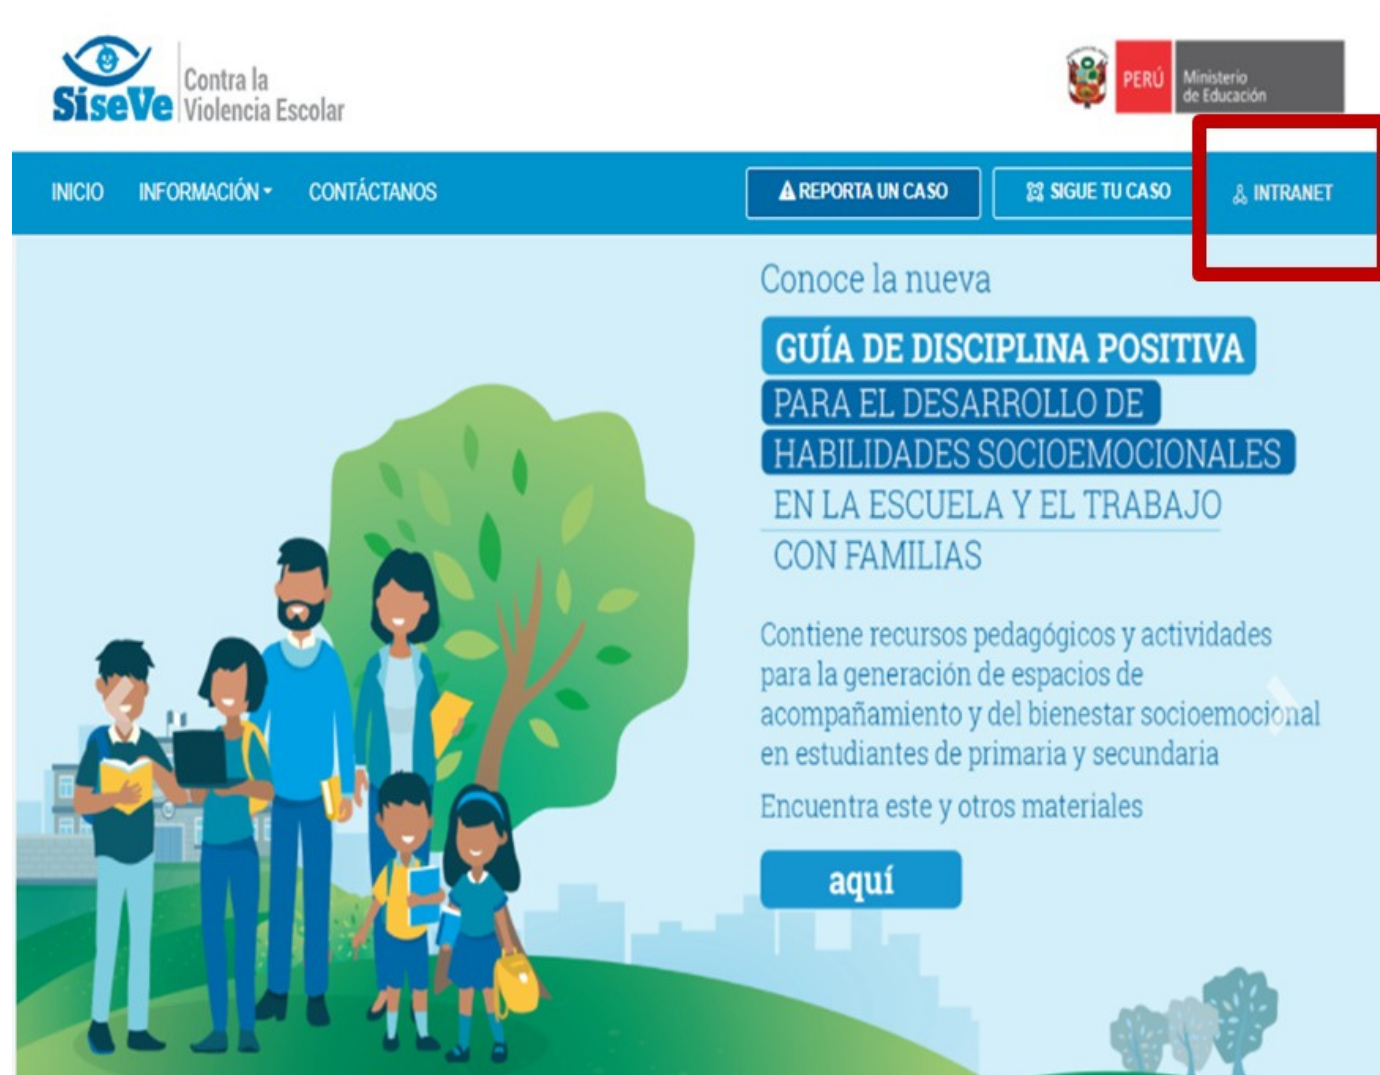 SíseVe
Contra la
Violencia Escolar
PERÚ
Ministerio
de Educación
INICIO
INFORMACIÓN
CONTÁCTANOS
REPORTA UN CASO
SIGUE TU CASO
INTRANET
Conoce la nueva
GUÍA DE DISCIPLINA POSITIVA
PARA EL DESARROLLO DE
HABILIDADES SOCIOEMOCIONALES
EN LA ESCUELA Y EL TRABAJO
CON FAMILIAS
Contiene recursos pedagógicos y actividades
para la generación de espacios de
acompañamiento y del bienestar socioemocional
en estudiantes de primaria y secundaria
Encuentra este y otros materiales
aquí